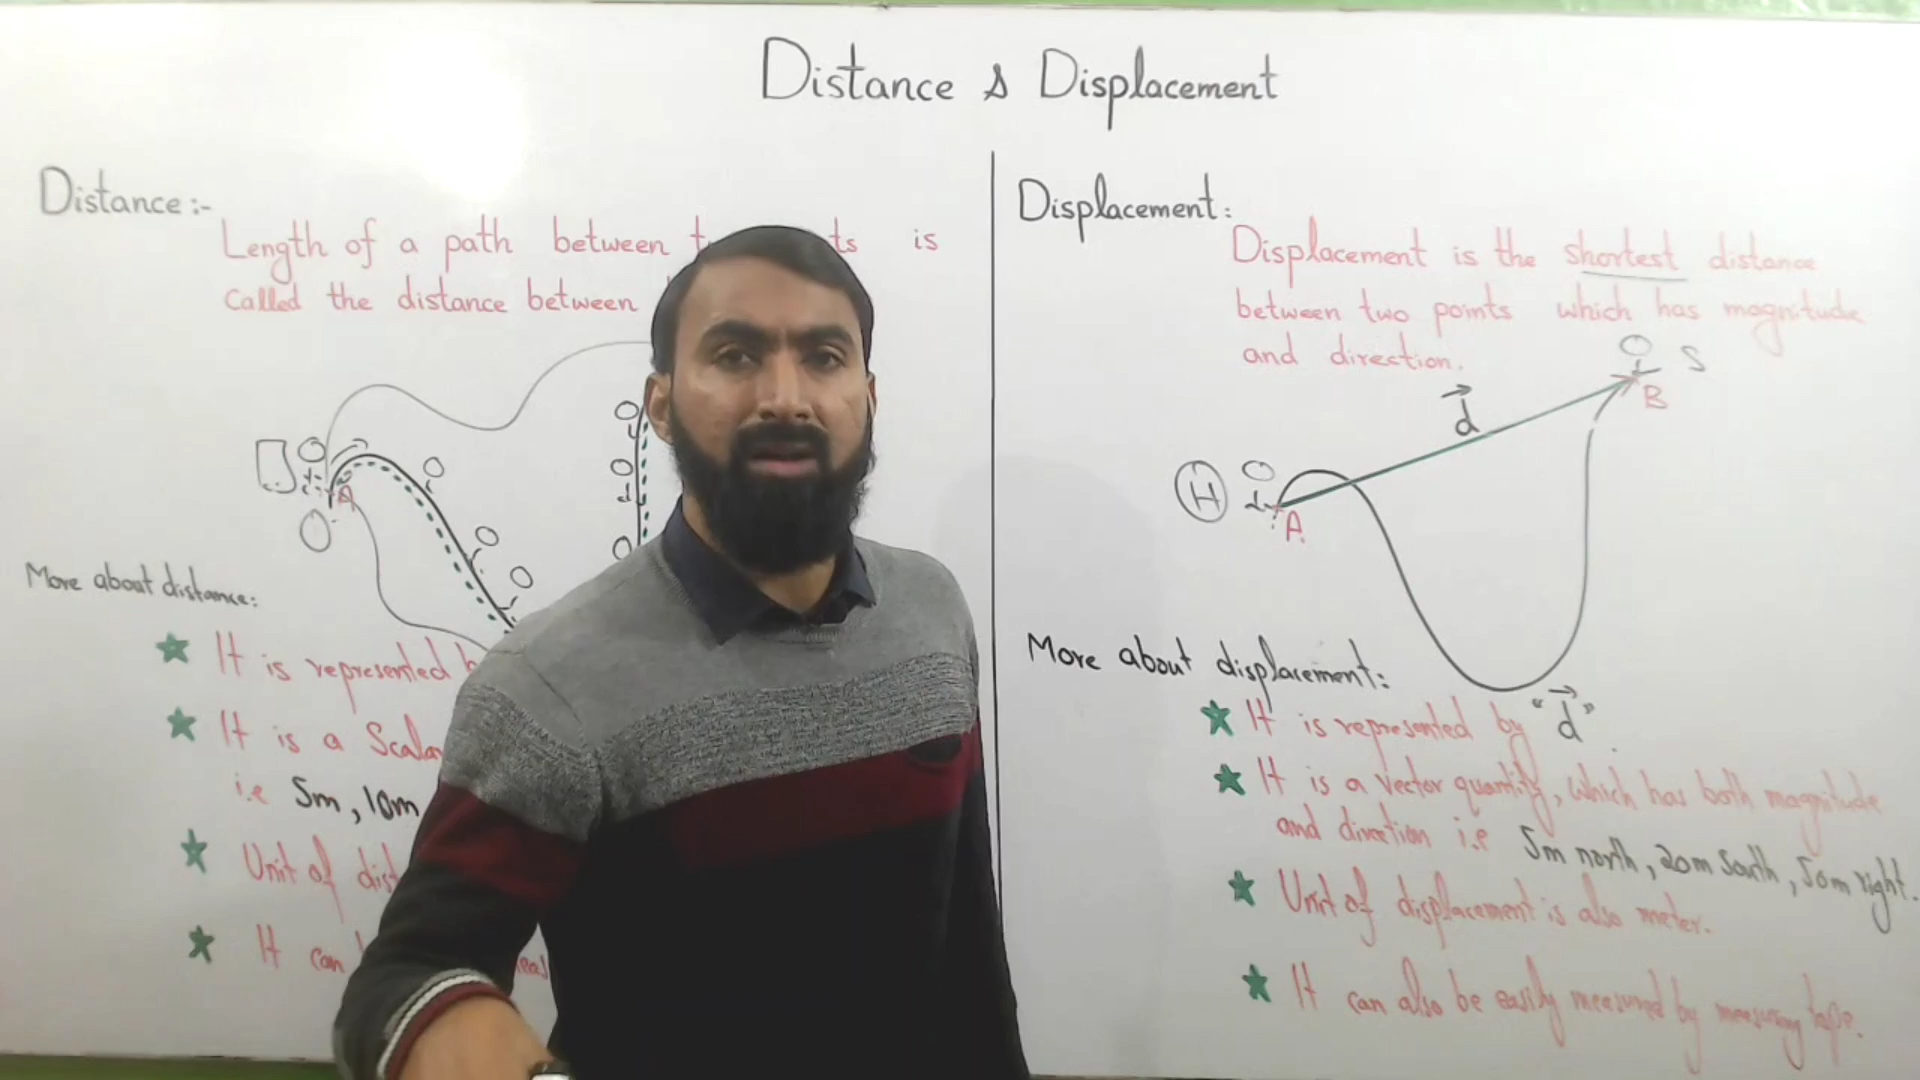 Distance & Displacement
Distance :-
Length of a path between ts is
called the distance between
A
More about distance:
It is represented
It is a Scalar
i.e 5m, 10m
Unit of dist
It can
Displacement:
Displacement is the shortest distance
between two points which has magnitude
and direction.
S
B
d
H
A
More about displacement:
It is represented by "d".
It is a vector quantity, which has both magnitude
and direction i.e 5m north, 20m South, 50m right.
Unit of displacement is also meter.
It can also be easily measured by measuring tape.